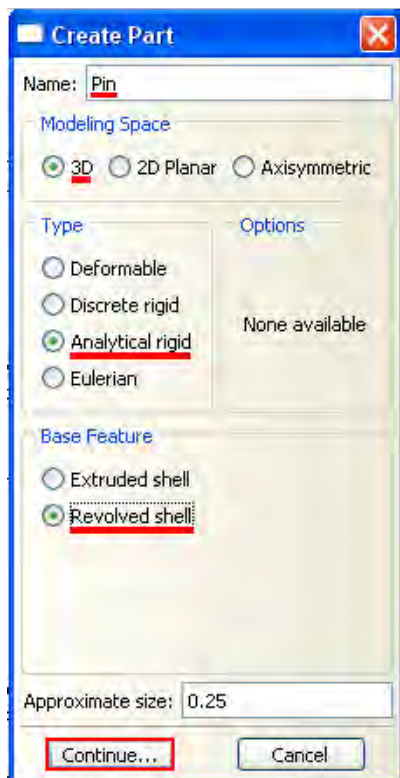 Create Part
Name: Pin
Modeling Space
3D 2D Planar Axisymmetric
Type Options
Deformable
Discrete rigid
Analytical rigid None available
Eulerian
Base Feature
Extruded shell
Revolved shell
Approximate size: 0.25
Continue... Cancel